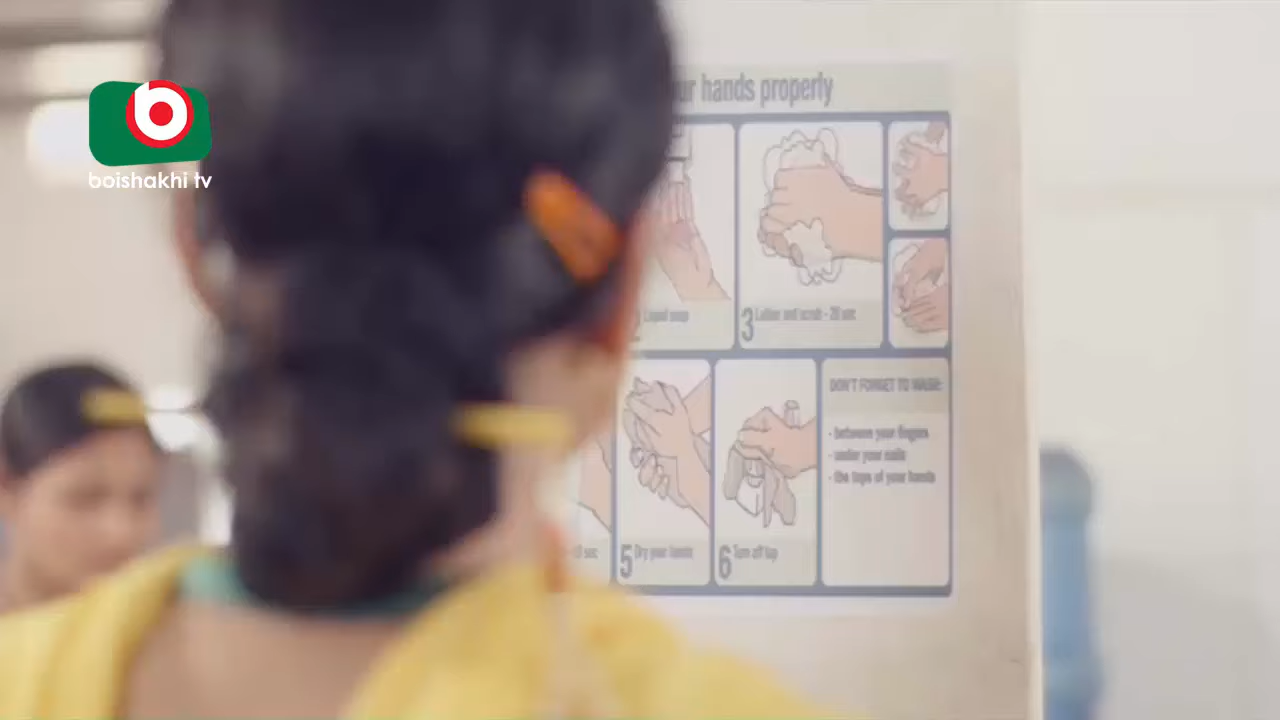 boishakhi tv
ur hands properly
2 Liquid soap
3 Lather and scrub - 20 sec
5 Dry your hands
6 Turn off tap
DON'T FORGET TO WASH:
- between your fingers
- under your nails
- the tops of your hands